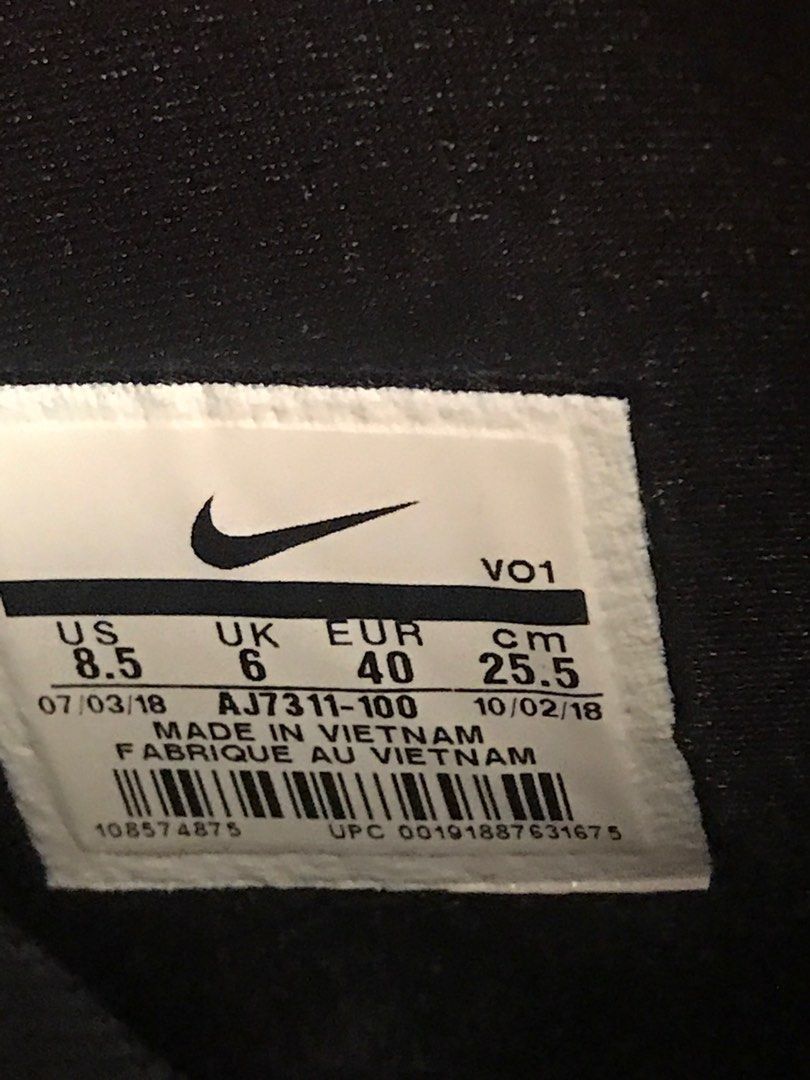 VO1
US UK EUR cm
8.5 6 40 25.5
07/03/18 AJ7311-100 10/02/18
MADE IN VIETNAM
FABRIQUE AU VIETNAM
108574875 UPC 00191887631675